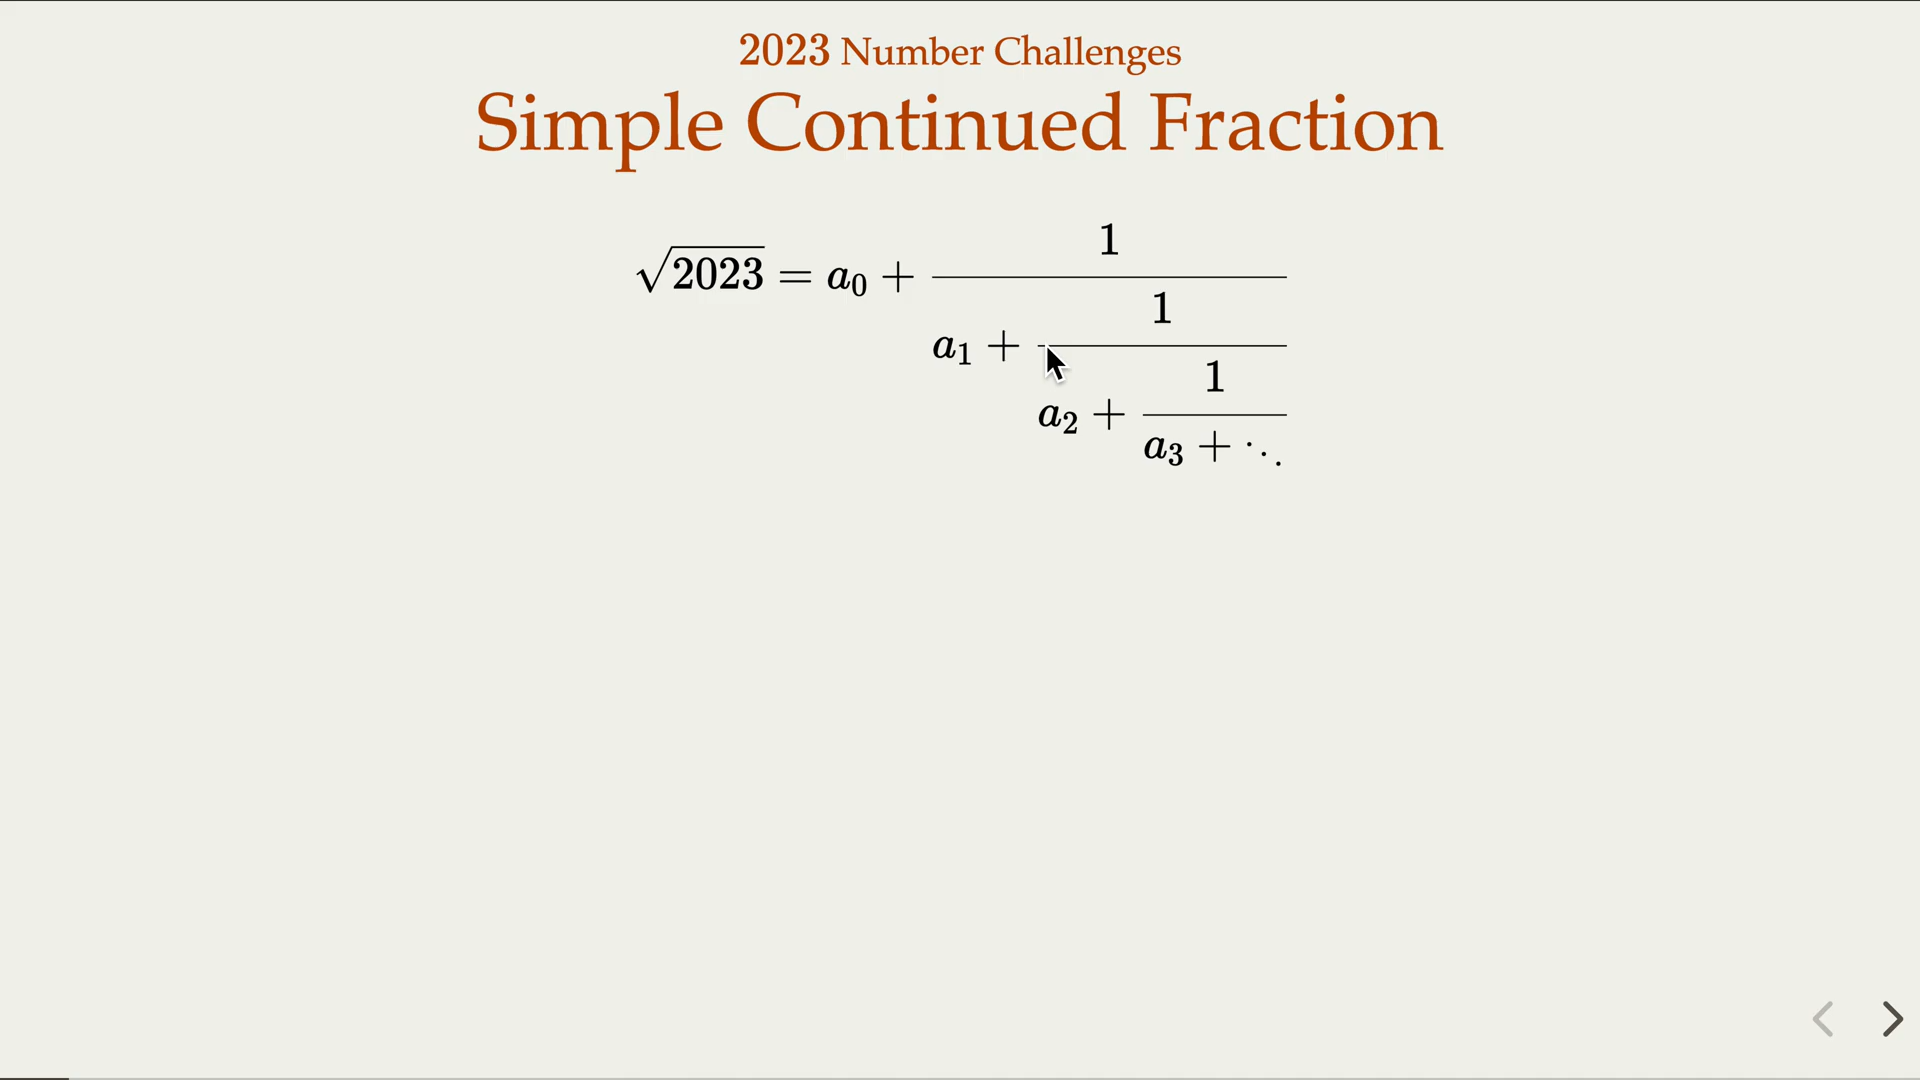 2023 Number Challenges
Simple Continued Fraction
√2023 = a₀ + 1
a₁ + 1
a₂ + 1
a₃ + ⋱